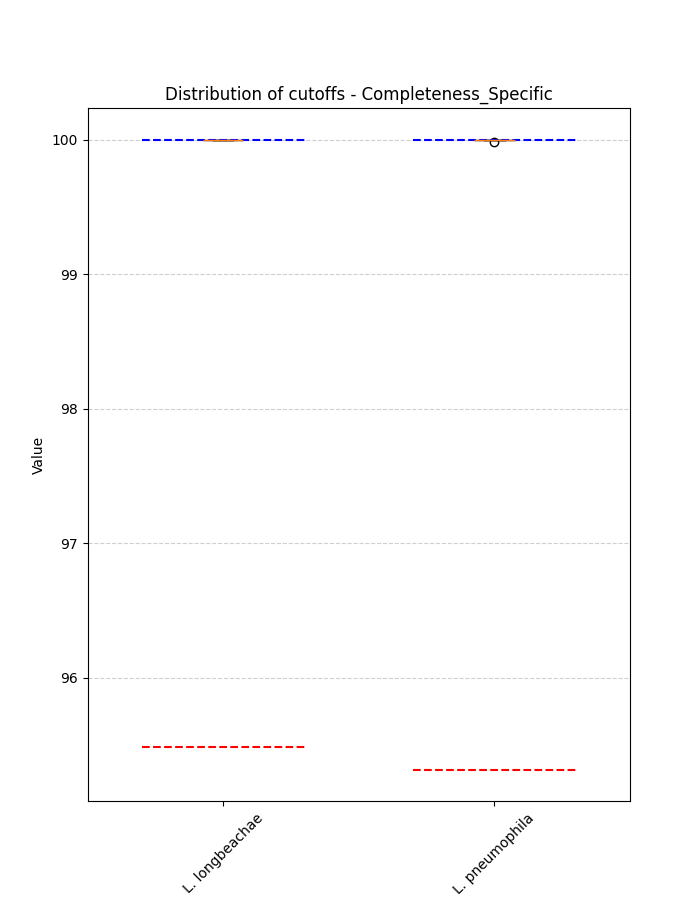 Distribution of cutoffs - Completeness_Specific
100
99
98
97
96
Value
L. longbeachae
L. pneumophila